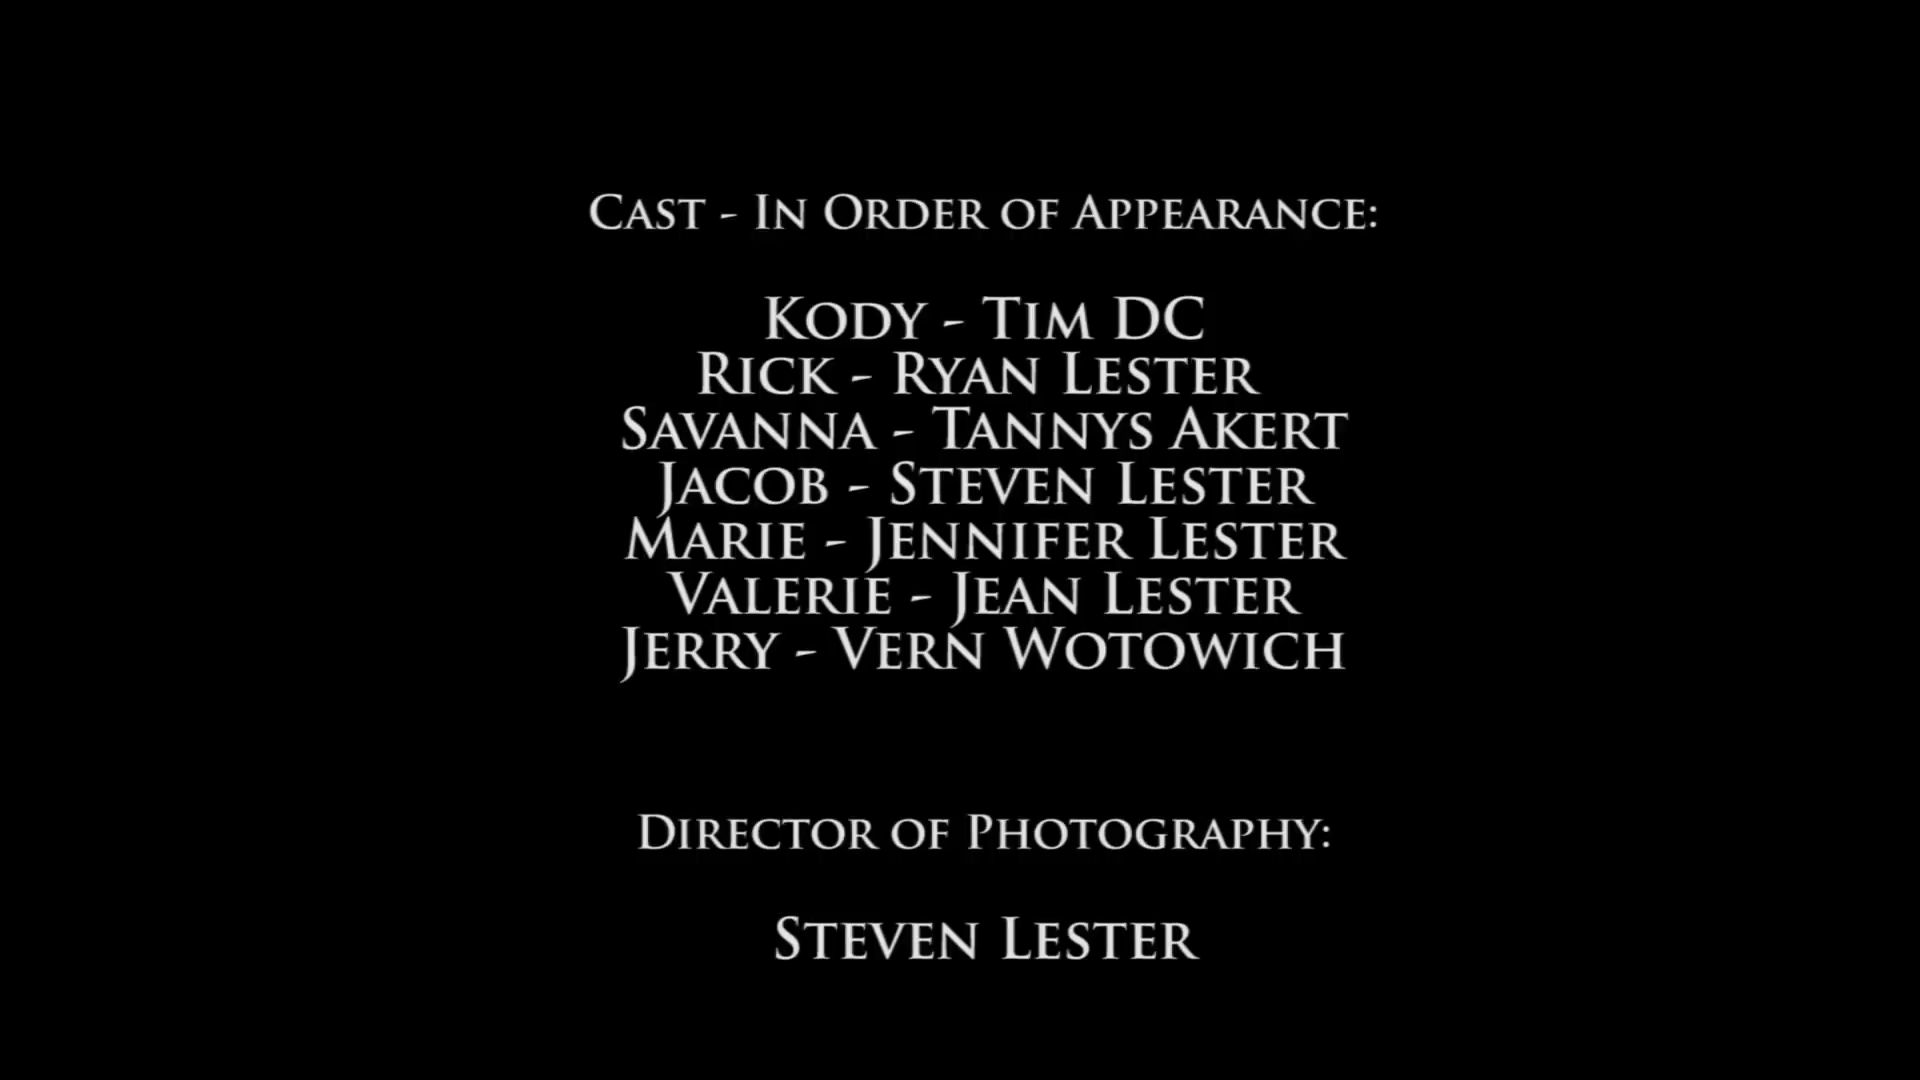 Cast - In Order of Appearance:
Kody - Tim DC
Rick - Ryan Lester
Savanna - Tannys Akert
Jacob - Steven Lester
Marie - Jennifer Lester
Valerie - Jean Lester
Jerry - Vern Wotowich
Director of Photography:
Steven Lester